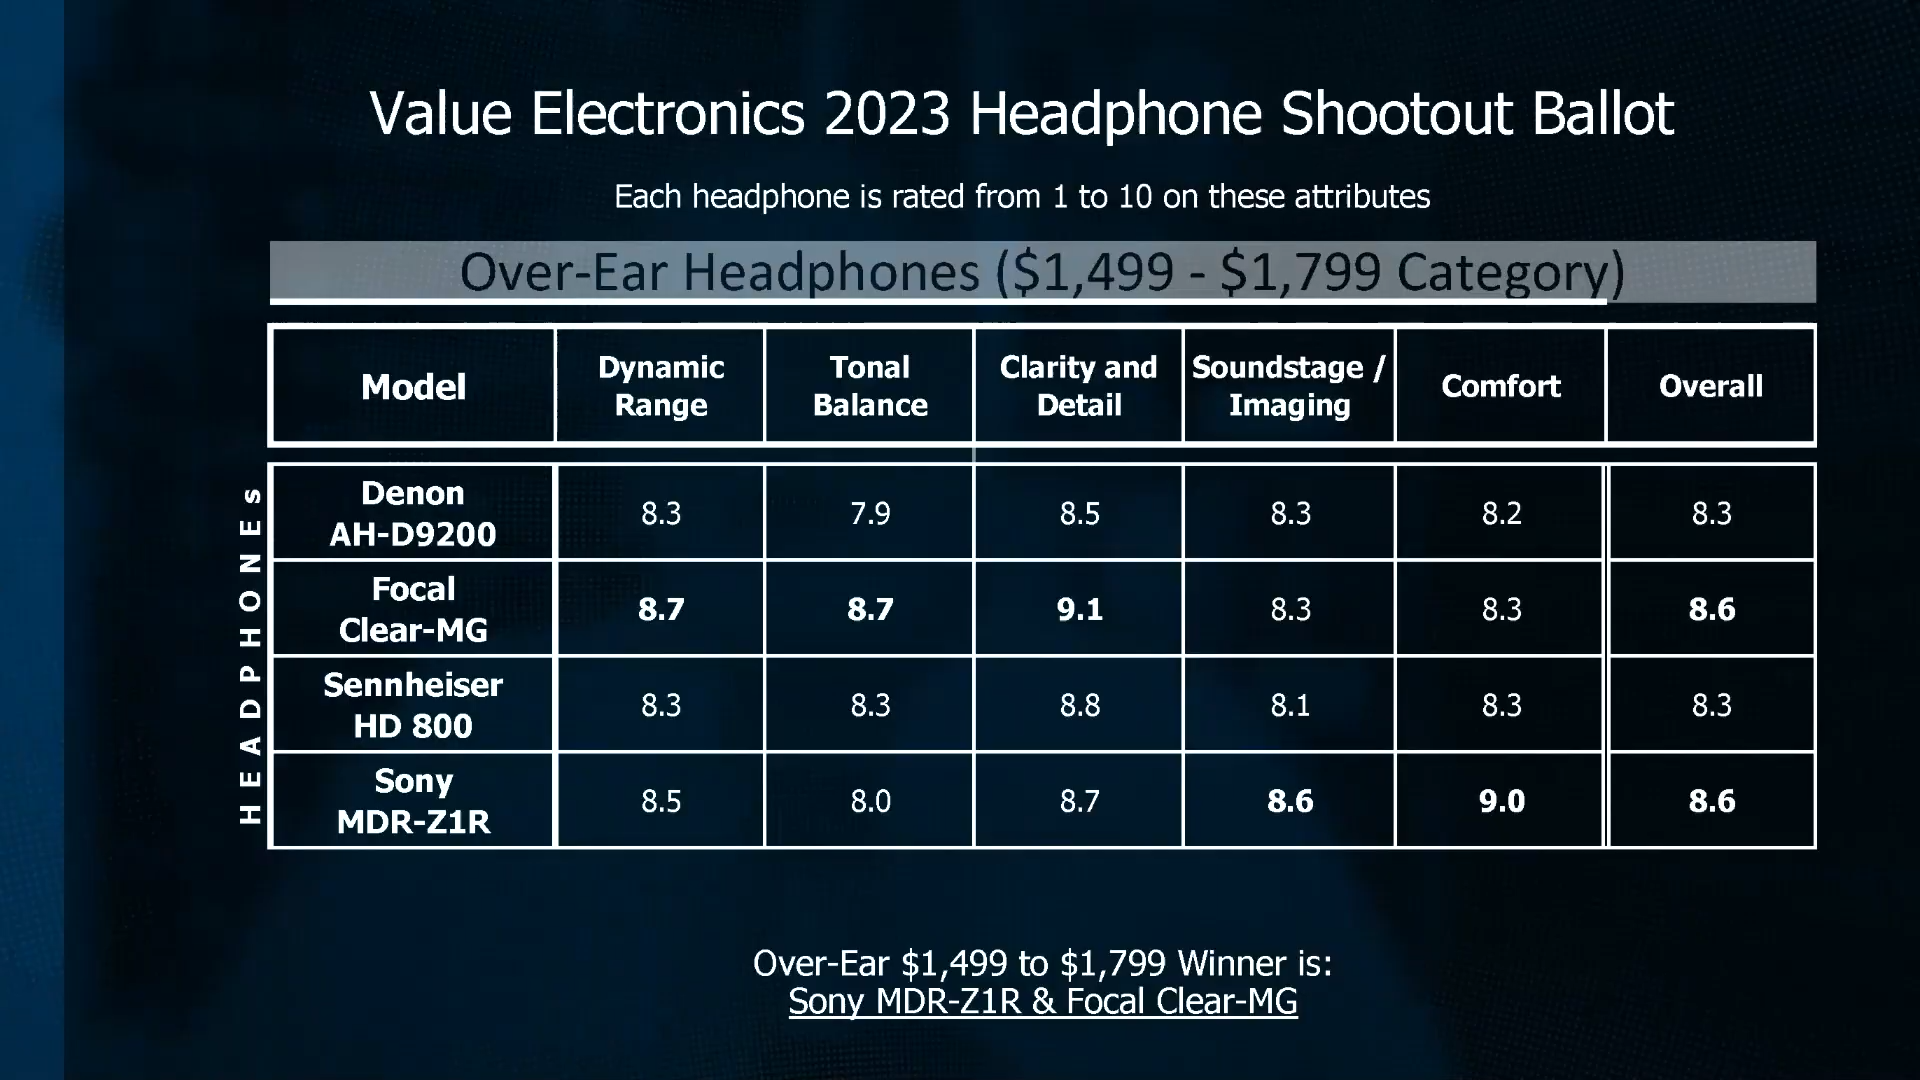 Value Electronics 2023 Headphone Shootout Ballot
Each headphone is rated from 1 to 10 on these attributes
Over-Ear Headphones ($1,499 - $1,799 Category)
Model
Dynamic
Range
Tonal
Balance
Clarity and
Detail
Soundstage /
Imaging
Comfort
Overall
HEADPHONEs
Denon
AH-D9200
8.3
7.9
8.5
8.3
8.2
8.3
Focal
Clear-MG
8.7
8.7
9.1
8.3
8.3
8.6
Sennheiser
HD 800
8.3
8.3
8.8
8.1
8.3
8.3
Sony
MDR-Z1R
8.5
8.0
8.7
8.6
9.0
8.6
Over-Ear $1,499 to $1,799 Winner is:
Sony MDR-Z1R & Focal Clear-MG